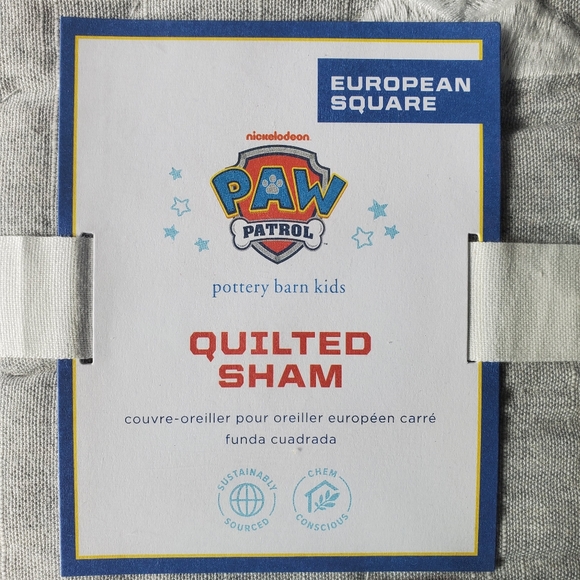 EUROPEAN
SQUARE
nickelodeon
PAW
PATROL
pottery barn kids
QUILTED
SHAM
couvre-oreiller pour oreiller européen carré
funda cuadrada
SUSTAINABLY
SOURCED
CHEM
CONSCIOUS